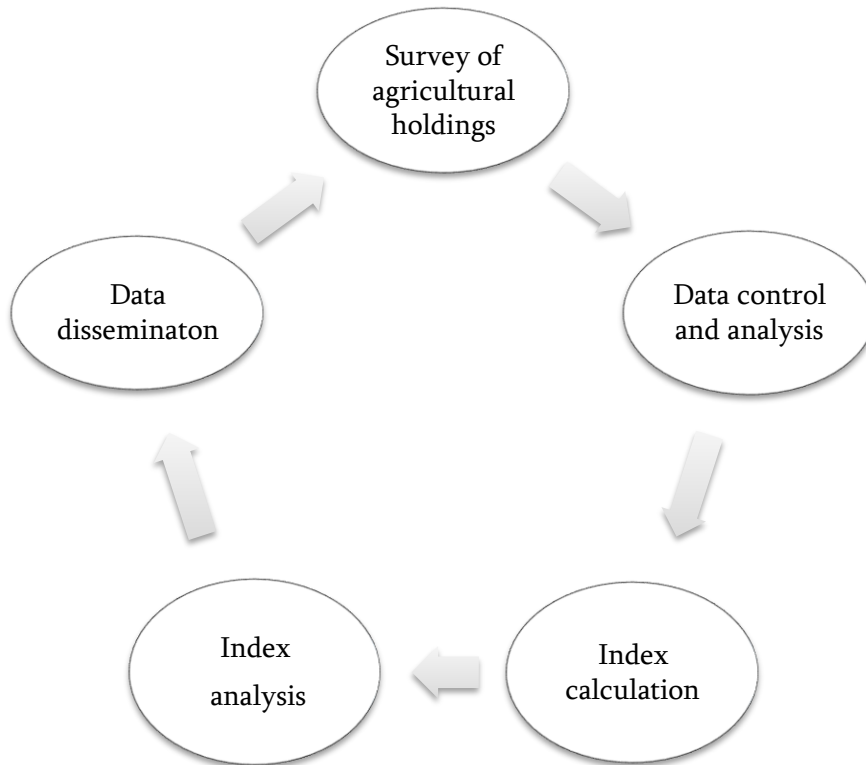 Survey of
agricultural
holdings
Data control
and analysis
Index
calculation
Index
analysis
Data
disseminaton